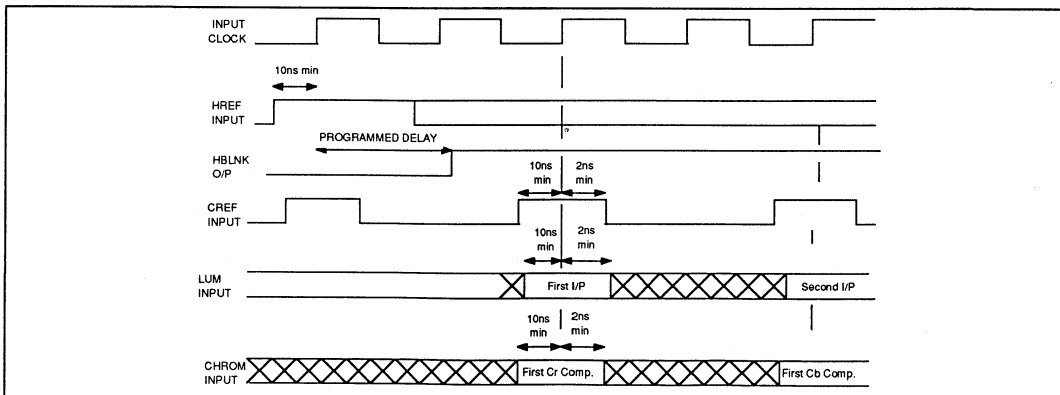 INPUT
CLOCK
10ns min
HREF
INPUT
PROGRAMMED DELAY
HBLNK
O/P
10ns
min
2ns
min
CREF
INPUT
10ns
min
2ns
min
LUM
INPUT
First I/P
Second I/P
10ns
min
2ns
min
CHROM
INPUT
First Cr Comp.
First Cb Comp.